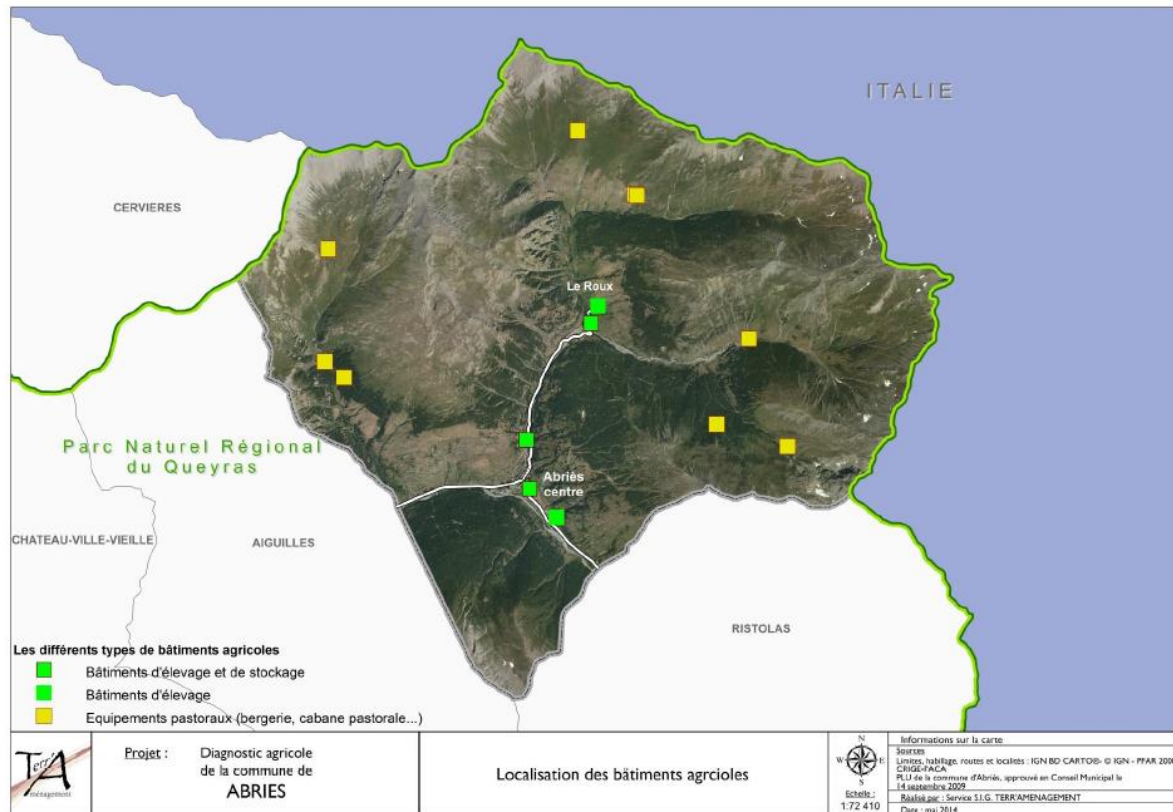 ITALIE
CERVIERES
Le Roux
Parc Naturel Régional
du Queyras
Abriès
centre
CHATEAU-VILLE-VIEILLE
AIGUILLES
RISTOLAS
Les différents types de bâtiments agricoles
Bâtiments d'élevage et de stockage
Bâtiments d'élevage
Equipements pastoraux (bergerie, cabane pastorale...)
Terr'A
ménagement
Projet :
Diagnostic agricole
de la commune de
ABRIES
Localisation des bâtiments agrcioles
N
W
E
S
Echelle :
1:72 410
Informations sur la carte
Sources
Limites, habillage, routes et localités : IGN BD CARTO®- © IGN - PFAR
CRIGE-PACA
PLU de la commune d'Abriès, approuvé en Conseil Municipal le
14 septembre 2009
Réalisé par : Service S.I.G. TERR'AMENAGEMENT
Date : mai 2014